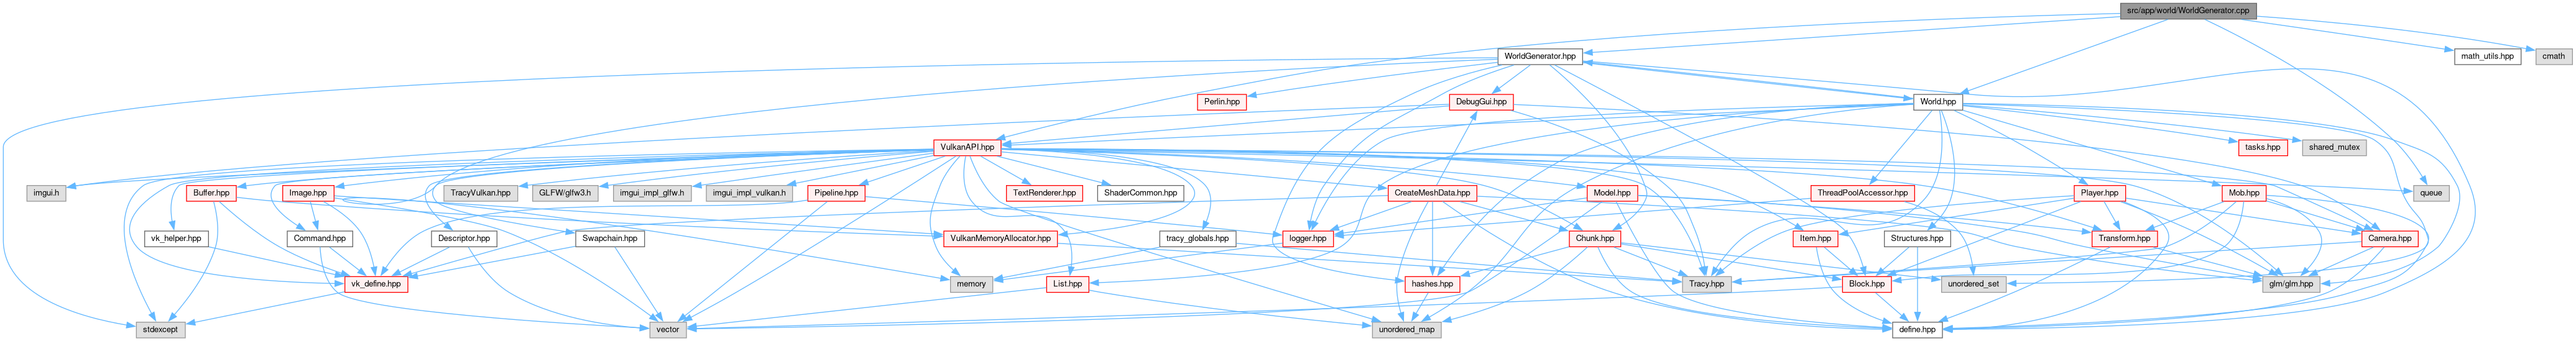 src/app/world/WorldGenerator.cpp
WorldGenerator.hpp
math_utils.hpp
cmath
Perlin.hpp
DebugGui.hpp
World.hpp
VulkanAPI.hpp
tasks.hpp
shared_mutex
imgui.h
Buffer.hpp
Image.hpp
TracyVulkan.hpp
GLFW/glfw3.h
imgui_impl_glfw.h
imgui_impl_vulkan.h
Pipeline.hpp
TextRenderer.hpp
ShaderCommon.hpp
CreateMeshData.hpp
Model.hpp
ThreadPoolAccessor.hpp
Player.hpp
Mob.hpp
queue
vk_helper.hpp
Command.hpp
Descriptor.hpp
Swapchain.hpp
VulkanMemoryAllocator.hpp
tracy_globals.hpp
logger.hpp
Chunk.hpp
Item.hpp
Structures.hpp
Transform.hpp
Camera.hpp
vk_define.hpp
memory
List.hpp
hashes.hpp
Tracy.hpp
Block.hpp
unordered_set
glm/glm.hpp
stdexcept
vector
unordered_map
define.hpp